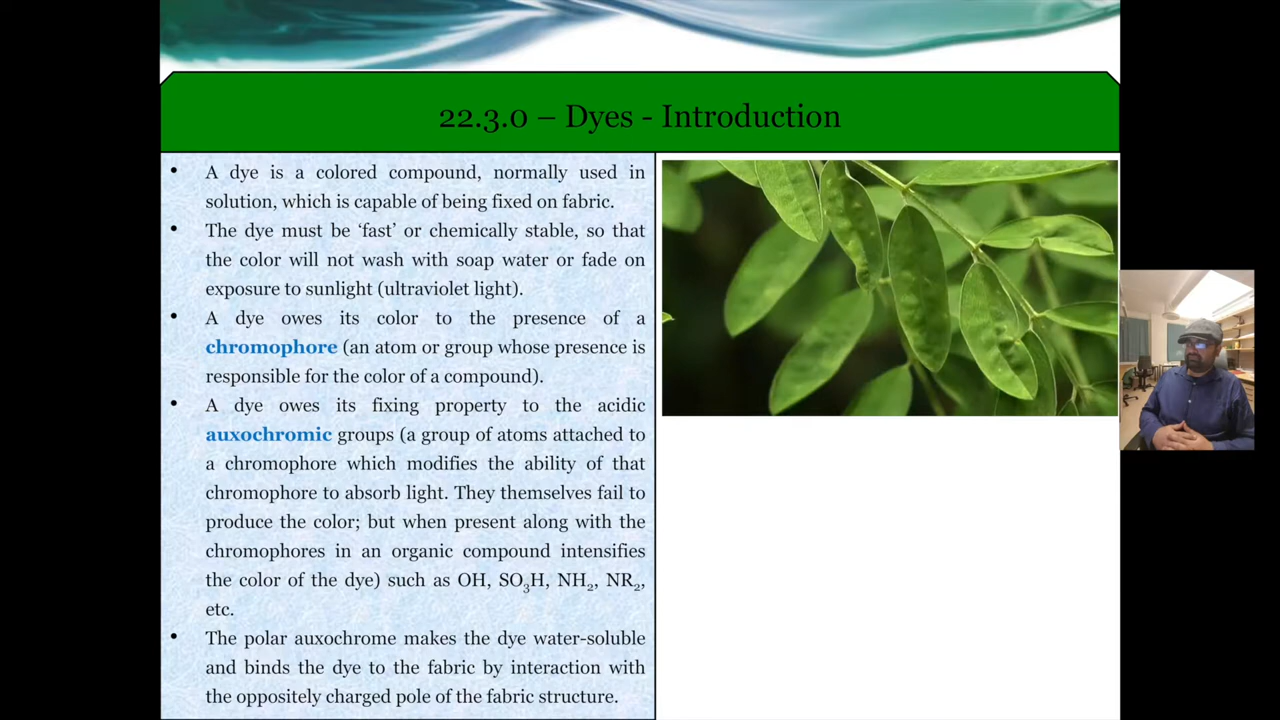 22.3.0 – Dyes - Introduction
• A dye is a colored compound, normally used in
solution, which is capable of being fixed on fabric.
• The dye must be ‘fast’ or chemically stable, so that
the color will not wash with soap water or fade on
exposure to sunlight (ultraviolet light).
• A dye owes its color to the presence of a
chromophore (an atom or group whose presence is
responsible for the color of a compound).
• A dye owes its fixing property to the acidic
auxochromic groups (a group of atoms attached to
a chromophore which modifies the ability of that
chromophore to absorb light. They themselves fail to
produce the color; but when present along with the
chromophores in an organic compound intensifies
the color of the dye) such as OH, SO₃H, NH₂, NR₂,
etc.
• The polar auxochrome makes the dye water-soluble
and binds the dye to the fabric by interaction with
the oppositely charged pole of the fabric structure.